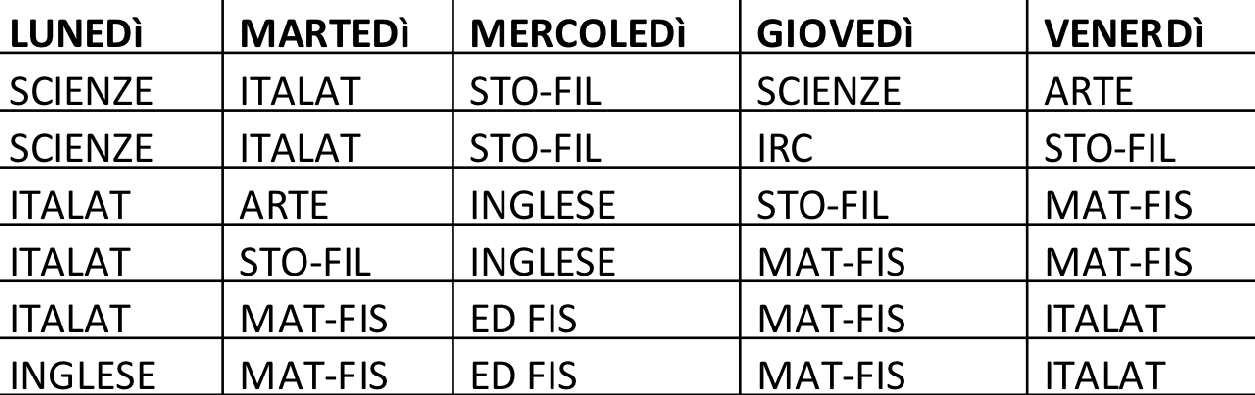 LUNEDì MARTEDì MERCOLEDì GIOVEDì VENERDì
SCIENZE ITALAT STO-FIL SCIENZE ARTE
SCIENZE ITALAT STO-FIL IRC STO-FIL
ITALAT ARTE INGLESE STO-FIL MAT-FIS
ITALAT STO-FIL INGLESE MAT-FIS MAT-FIS
ITALAT MAT-FIS ED FIS MAT-FIS ITALAT
INGLESE MAT-FIS ED FIS MAT-FIS ITALAT